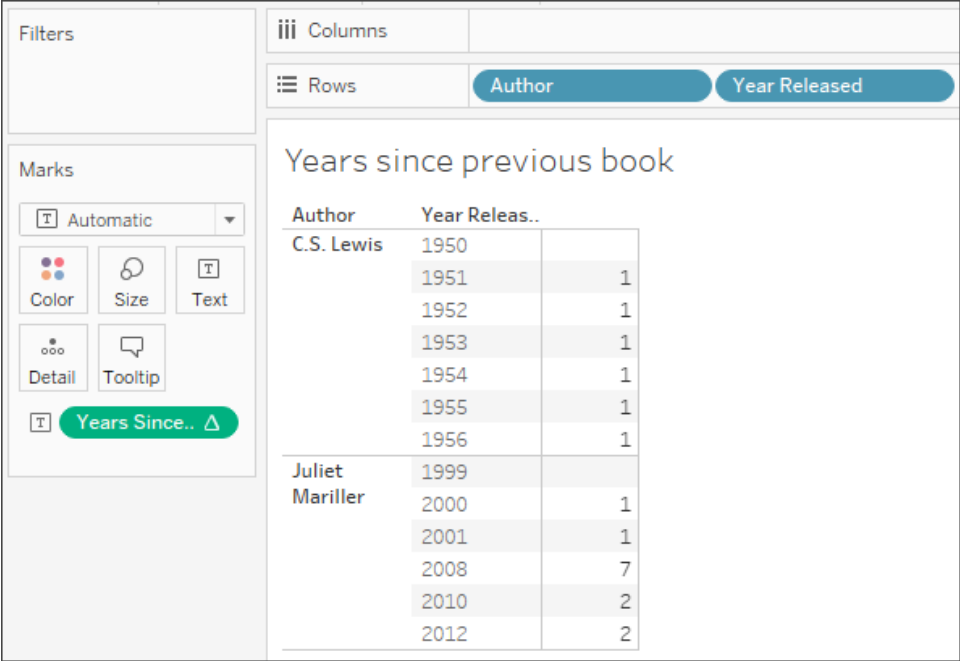 Filters
Columns
Rows Author Year Released
Marks
T Automatic
Color Size T Text
Detail Tooltip
T Years Since.. Δ
Years since previous book
Author Year Releas..
C.S. Lewis 1950
1951 1
1952 1
1953 1
1954 1
1955 1
1956 1
Juliet 1999
Mariller
2000 1
2001 1
2008 7
2010 2
2012 2